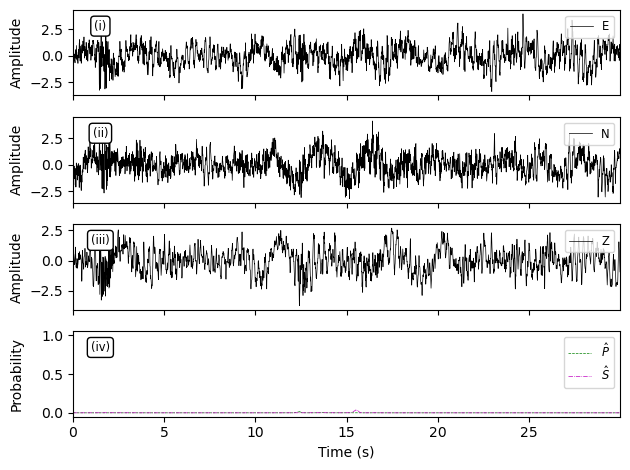 (i)
E
Amplitude
2.5
0.0
−2.5
(ii)
N
Amplitude
2.5
0.0
−2.5
(iii)
Z
Amplitude
2.5
0.0
−2.5
(iv)
P̂
Ŝ
Probability
1.0
0.5
0.0
0 5 10 15 20 25
Time (s)